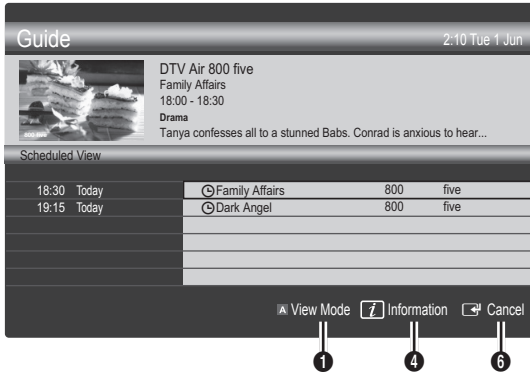 Guide
2:10 Tue 1 Jun
DTV Air 800 five
Family Affairs
18:00 - 18:30
Drama
Tanya confesses all to a stunned Babs. Conrad is anxious to hear...
800 five
Scheduled View
18:30 Today Family Affairs 800 five
19:15 Today Dark Angel 800 five
A View Mode i Information Cancel
1 4 6